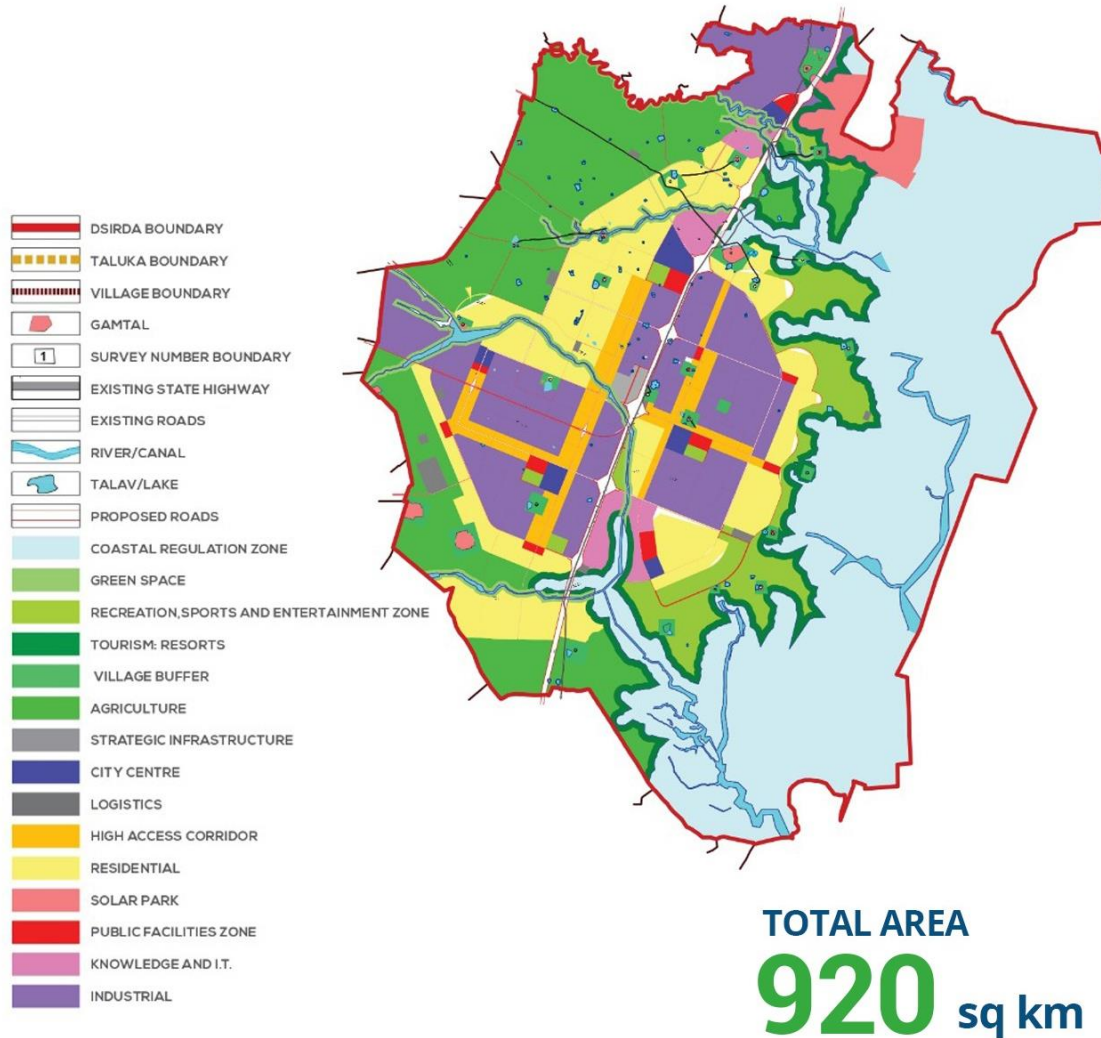 DSIRDA BOUNDARY
TALUKA BOUNDARY
VILLAGE BOUNDARY
GAMTAL
1 SURVEY NUMBER BOUNDARY
EXISTING STATE HIGHWAY
EXISTING ROADS
RIVER/CANAL
TALAV/LAKE
PROPOSED ROADS
COASTAL REGULATION ZONE
GREEN SPACE
RECREATION,SPORTS AND ENTERTAINMENT ZONE
TOURISM: RESORTS
VILLAGE BUFFER
AGRICULTURE
STRATEGIC INFRASTRUCTURE
CITY CENTRE
LOGISTICS
HIGH ACCESS CORRIDOR
RESIDENTIAL
SOLAR PARK
PUBLIC FACILITIES ZONE
KNOWLEDGE AND I.T.
INDUSTRIAL
TOTAL AREA
920 sq km